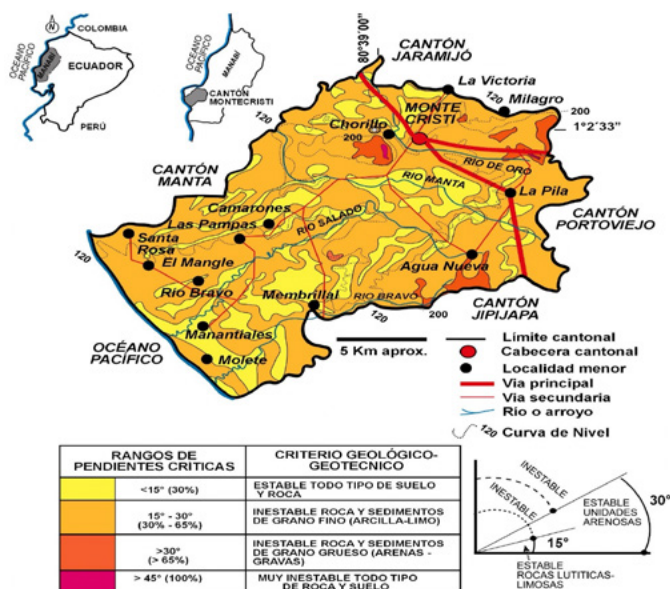 N
COLOMBIA
OCÉANO
PACÍFICO
MANABÍ
ECUADOR
PERÚ
OCÉANO
PACÍFICO
MANABÍ
CANTÓN
MONTECRISTI
80°39´00¨
CANTÓN
JARAMIJÓ
La Victoria
120
Milagro
200
1°2´33¨
MONTE
CRISTI
Chorillo
200
120
RÍO DE ORO
CANTÓN
MANTA
RÍO MANTA
La Pila
Camarones
Las Pampas
RÍO SALADO
CANTÓN
PORTOVIEJO
Santa
Rosa
120
El Mangle
Río Bravo
Agua Nueva
Membrillal
RIO BRAVO
120
200
CANTÓN
JIPIJAPA
Manantiales
OCÉANO
PACÍFICO
Molete
5 Km aprox.
Límite cantonal
Cabecera cantonal
Localidad menor
Via principal
Via secundaria
Rio o arroyo
120 Curva de Nivel
RANGOS DE
PENDIENTES CRITICAS
CRITERIO GEOLÓGICO-
GEOTECNICO
<15° (30%)
ESTABLE TODO TIPO DE SUELO
Y ROCA
15° - 30°
(30% - 65%)
INESTABLE ROCA Y SEDIMENTOS
DE GRANO FINO (ARCILLA-LIMO)
>30°
(> 65%)
INESTABLE ROCA Y SEDIMENTOS
DE GRANO GRUESO (ARENAS -
GRAVAS)
> 45° (100%)
MUY INESTABLE TODO TIPO
DE ROCA Y SUELO
INESTABLE
INESTABLE
ESTABLE
UNIDADES
ARENOSAS
30°
15°
ESTABLE
ROCAS LUTITICAS-
LIMOSAS